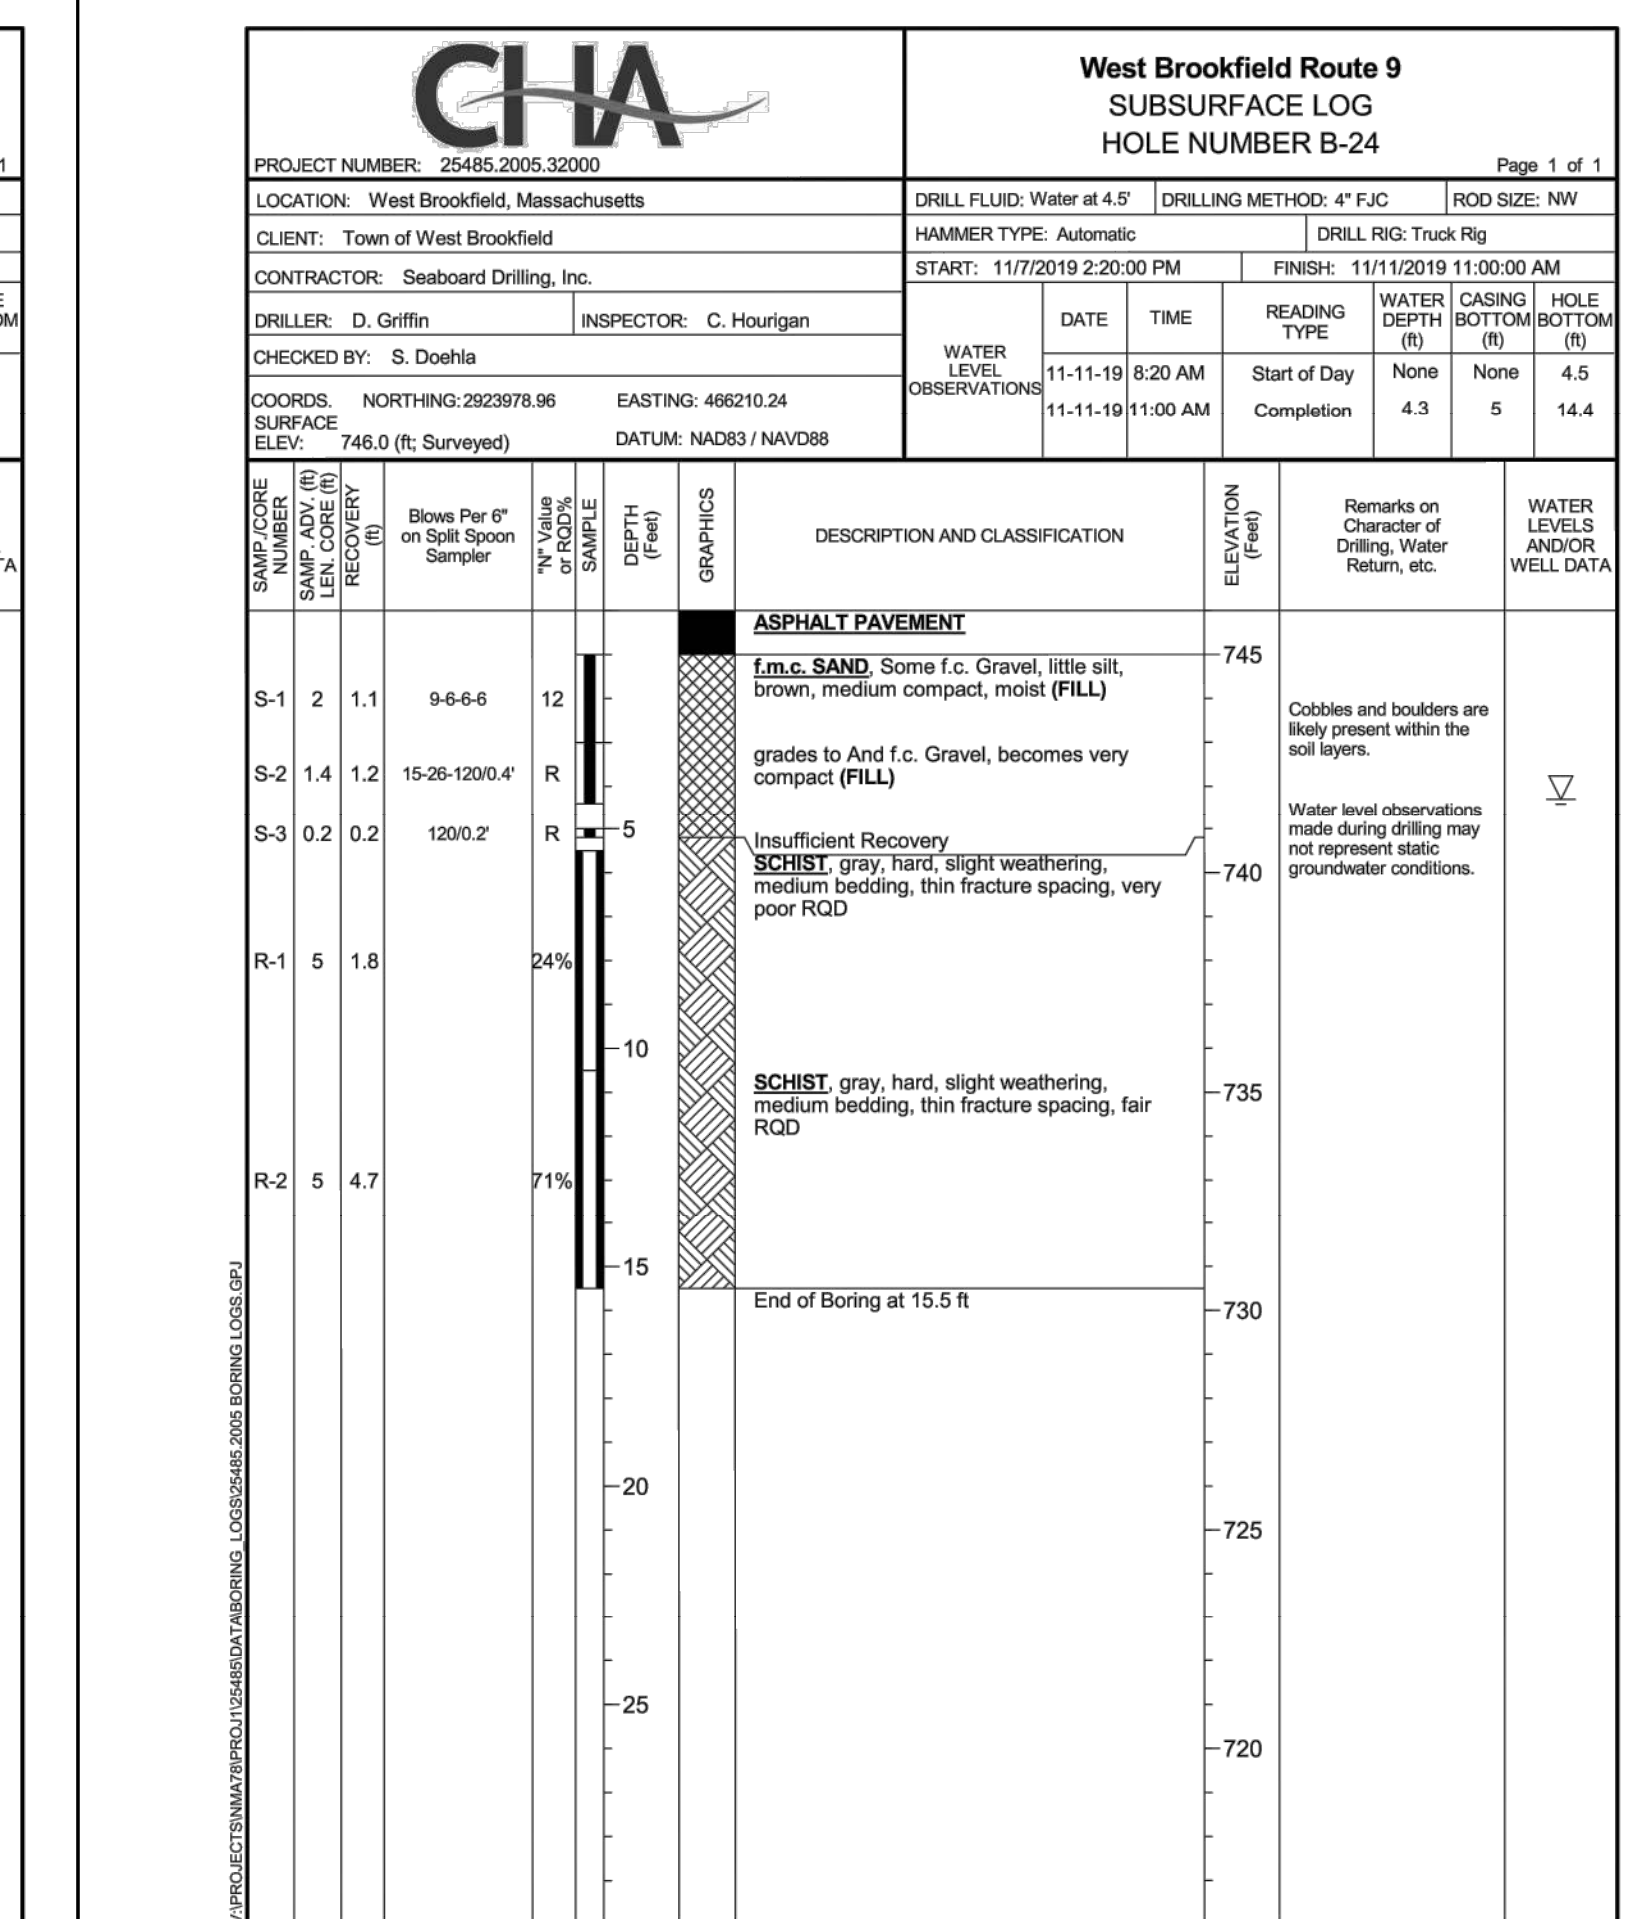 CHA
PROJECT NUMBER: 25485.2005.32000
West Brookfield Route 9
SUBSURFACE LOG
HOLE NUMBER B-24
Page 1 of 1
LOCATION: West Brookfield, Massachusetts
CLIENT: Town of West Brookfield
CONTRACTOR: Seaboard Drilling, Inc.
DRILLER: D. Griffin INSPECTOR: C. Hourigan
CHECKED BY: S. Doehla
COORDS. NORTHING: 2923978.96 EASTING: 466210.24
SURFACE
ELEV: 746.0 (ft; Surveyed) DATUM: NAD83 / NAVD88
DRILL FLUID: Water at 4.5' DRILLING METHOD: 4" FJC ROD SIZE: NW
HAMMER TYPE: Automatic DRILL RIG: Truck Rig
START: 11/7/2019 2:20:00 PM FINISH: 11/11/2019 11:00:00 AM
WATER
LEVEL
OBSERVATIONS
DATE TIME READING TYPE WATER DEPTH (ft) CASING BOTTOM (ft) HOLE BOTTOM (ft)
11-11-19 8:20 AM Start of Day None None 4.5
11-11-19 11:00 AM Completion 4.3 5 14.4
SAMP./CORE NUMBER
SAMP. ADV. (ft)
LEN. CORE (ft)
RECOVERY (ft)
Blows Per 6"
on Split Spoon
Sampler
"N" Value
or RQD%
SAMPLE
DEPTH
(Feet)
GRAPHICS
DESCRIPTION AND CLASSIFICATION
ELEVATION
(Feet)
Remarks on
Character of
Drilling, Water
Return, etc.
WATER
LEVELS
AND/OR
WELL DATA
S-1 2 1.1 9-6-6-6 12
S-2 1.4 1.2 15-26-120/0.4' R
S-3 0.2 0.2 120/0.2' R
R-1 5 1.8 24%
R-2 5 4.7 71%
5
10
15
20
25
ASPHALT PAVEMENT
f.m.c. SAND, Some f.c. Gravel, little silt,
brown, medium compact, moist (FILL)
grades to And f.c. Gravel, becomes very
compact (FILL)
Insufficient Recovery
SCHIST, gray, hard, slight weathering,
medium bedding, thin fracture spacing, very
poor RQD
SCHIST, gray, hard, slight weathering,
medium bedding, thin fracture spacing, fair
RQD
End of Boring at 15.5 ft
745
740
735
730
725
720
Cobbles and boulders are
likely present within the
soil layers.
Water level observations
made during drilling may
not represent static
groundwater conditions.
:\PROJECTS\NMA78\PROJ1\25485\DATA\BORING_LOGS\25485.2005 BORING LOGS.GPJ